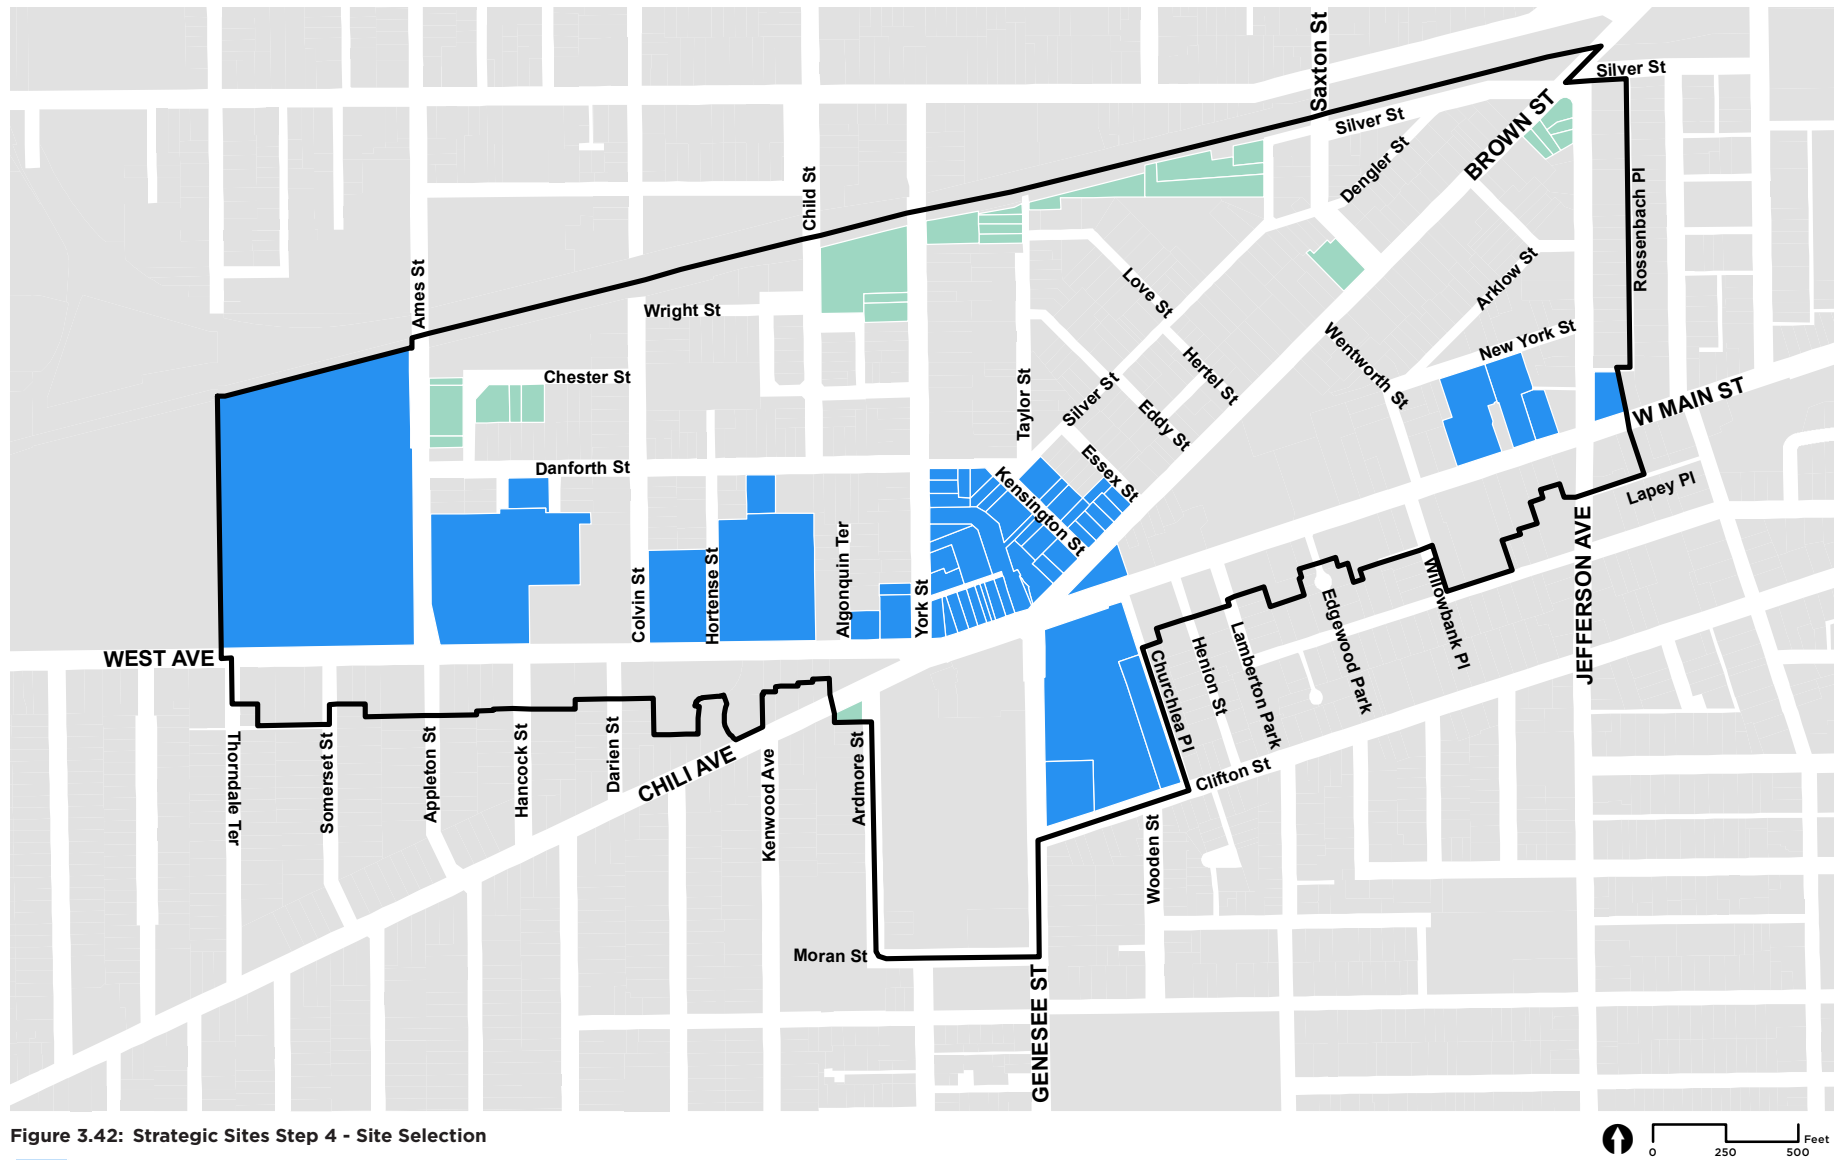 Saxton St
Silver St
Silver St
BROWN ST
Dengler St
Child St
Rossenbach Pl
Ames St
Love St
Arklow St
Wright St
Wentworth St
New York St
Hertel St
Chester St
Taylor St
Silver St
Eddy St
W MAIN ST
Danforth St
Essex St
Kensington St
Lapey Pl
JEFFERSON AVE
Colvin St
Hortense St
Algonquin Ter
York St
Willowbank Pl
Edgewood Park
Lamberton Park
Henion St
Churchlea Pl
WEST AVE
Thorndale Ter
Somerset St
Appleton St
Hancock St
Darien St
CHILI AVE
Kenwood Ave
Ardmore St
Clifton St
Wooden St
Moran St
GENESEE ST
Figure 3.42: Strategic Sites Step 4 - Site Selection
Feet
0 250 500